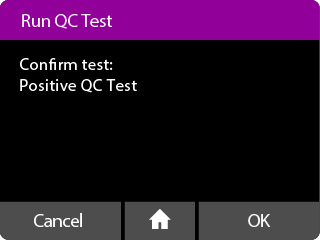 Run QC Test
Confirm test:
Positive QC Test
Cancel
OK